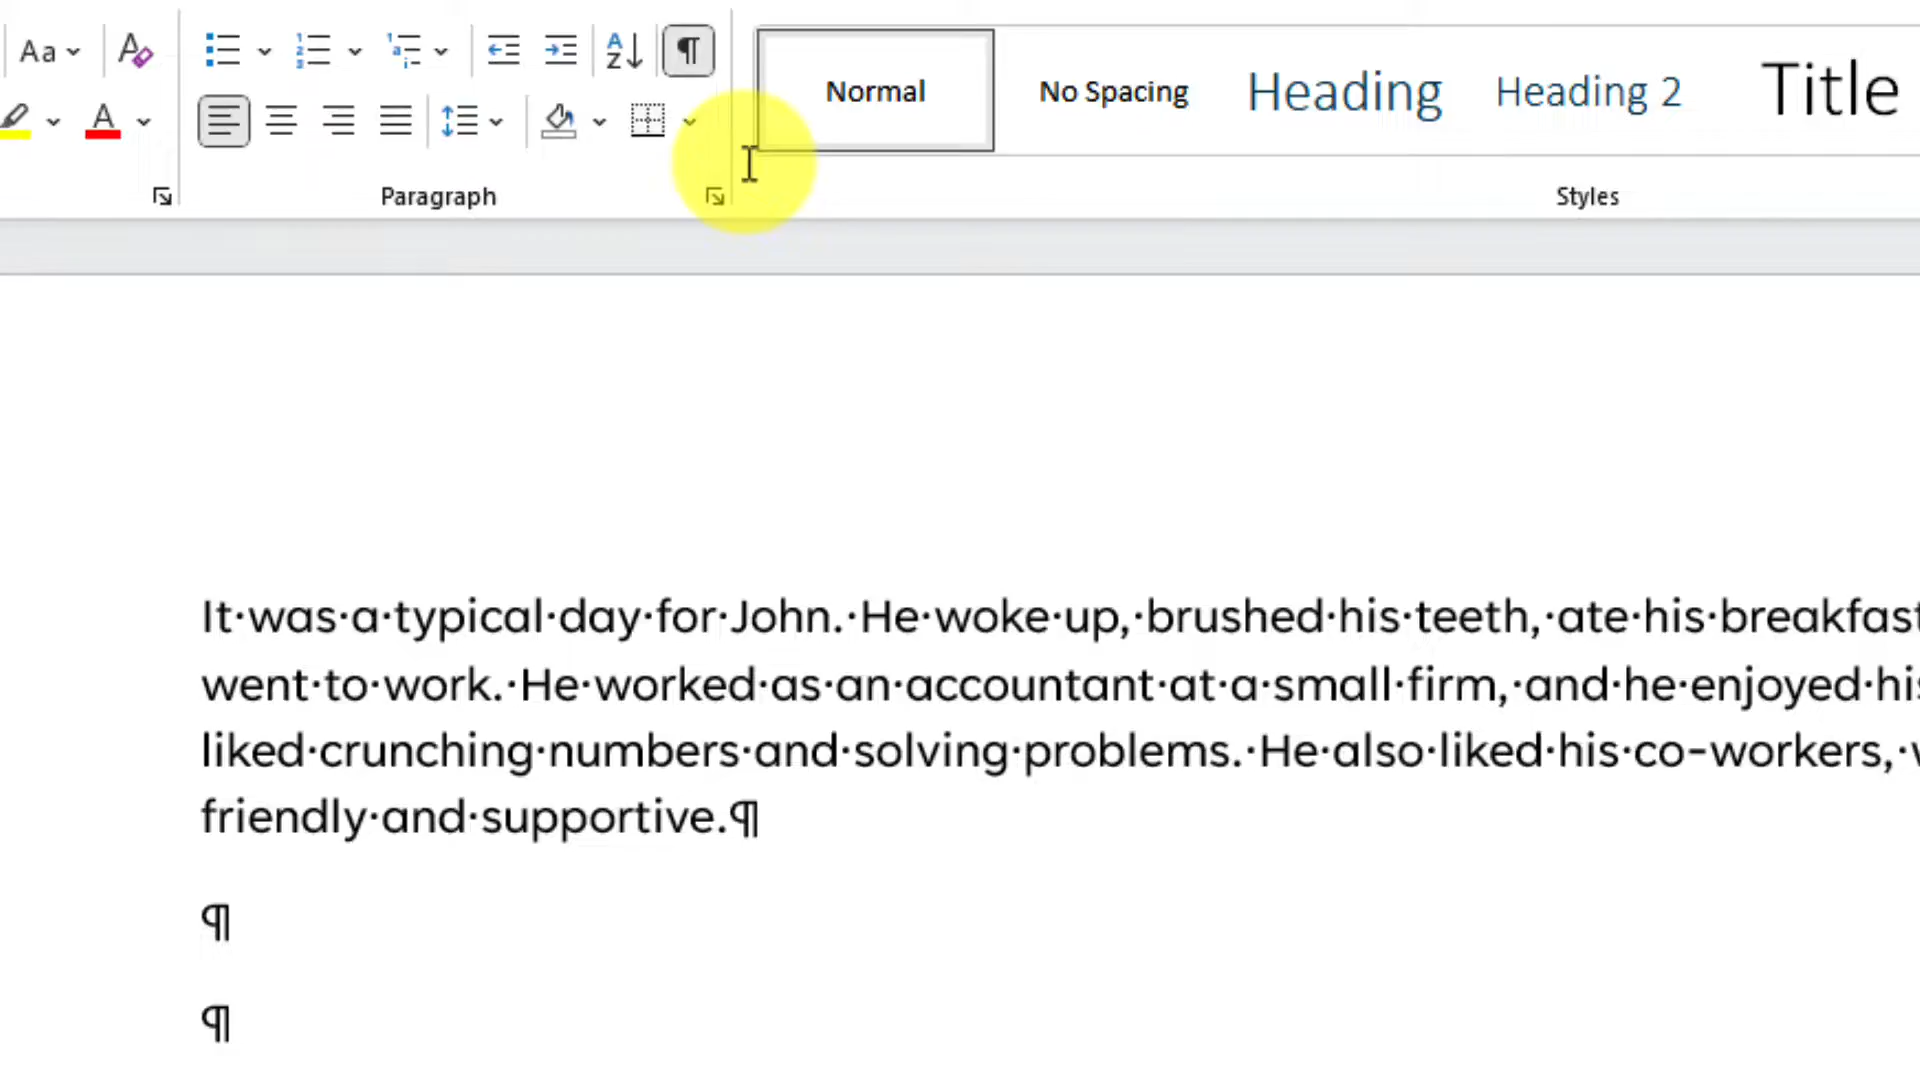 Aa
Normal
No Spacing
Heading
Heading 2
Title
Paragraph
Styles
It·was·a·typical·day·for·John.·He·woke·up,·brushed·his·teeth,·ate·his·breakfast
went·to·work.·He·worked·as·an·accountant·at·a·small·firm,·and·he·enjoyed·his
liked·crunching·numbers·and·solving·problems.·He·also·liked·his·co-workers,·
friendly·and·supportive.¶
¶
¶